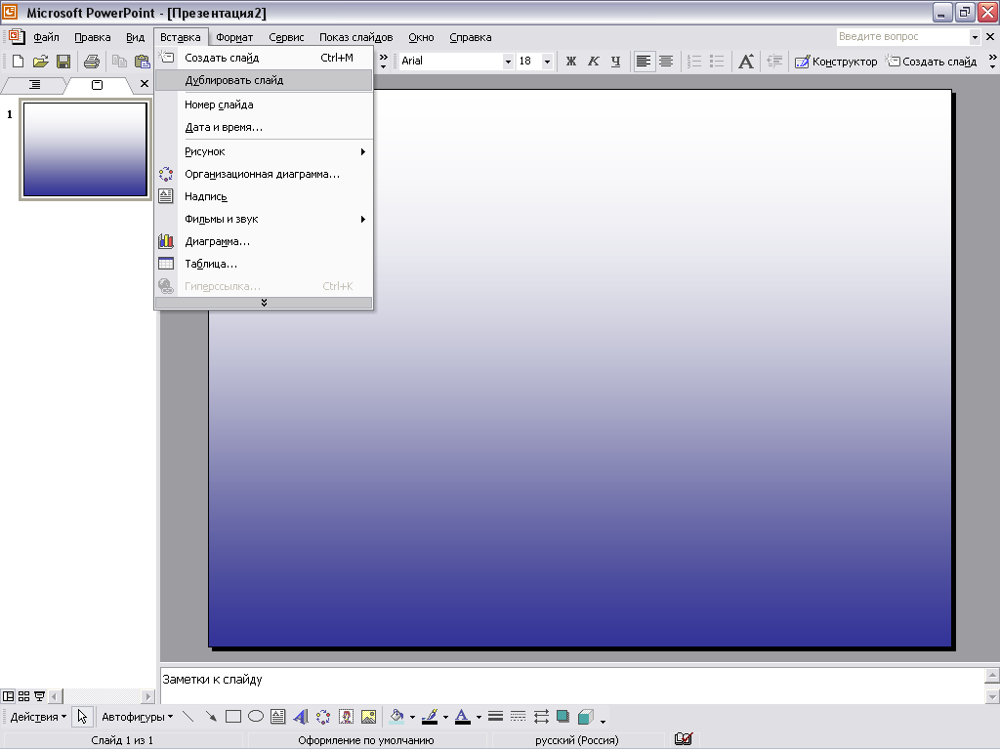 Microsoft PowerPoint - [Презентация2]
Файл Правка Вид Вставка Формат Сервис Показ слайдов Окно Справка Введите вопрос
Arial 18 Ж К Ч A Конструктор Создать слайд
Создать слайд Ctrl+M
Дублировать слайд
Номер слайда
Дата и время...
Рисунок
Организационная диаграмма...
Надпись
Фильмы и звук
Диаграмма...
Таблица...
Гиперссылка... Ctrl+K
1
Заметки к слайду
Действия Автофигуры
Слайд 1 из 1 Оформление по умолчанию русский (Россия)